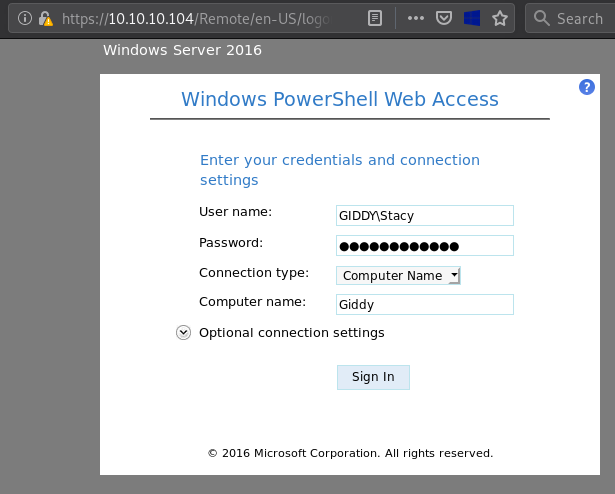 https://10.10.10.104/Remote/en-US/logo
Search
Windows Server 2016
?
Windows PowerShell Web Access
Enter your credentials and connection
settings
User name: GIDDY\Stacy
Password: ●●●●●●●●●●●●
Connection type: Computer Name
Computer name: Giddy
Optional connection settings
Sign In
© 2016 Microsoft Corporation. All rights reserved.